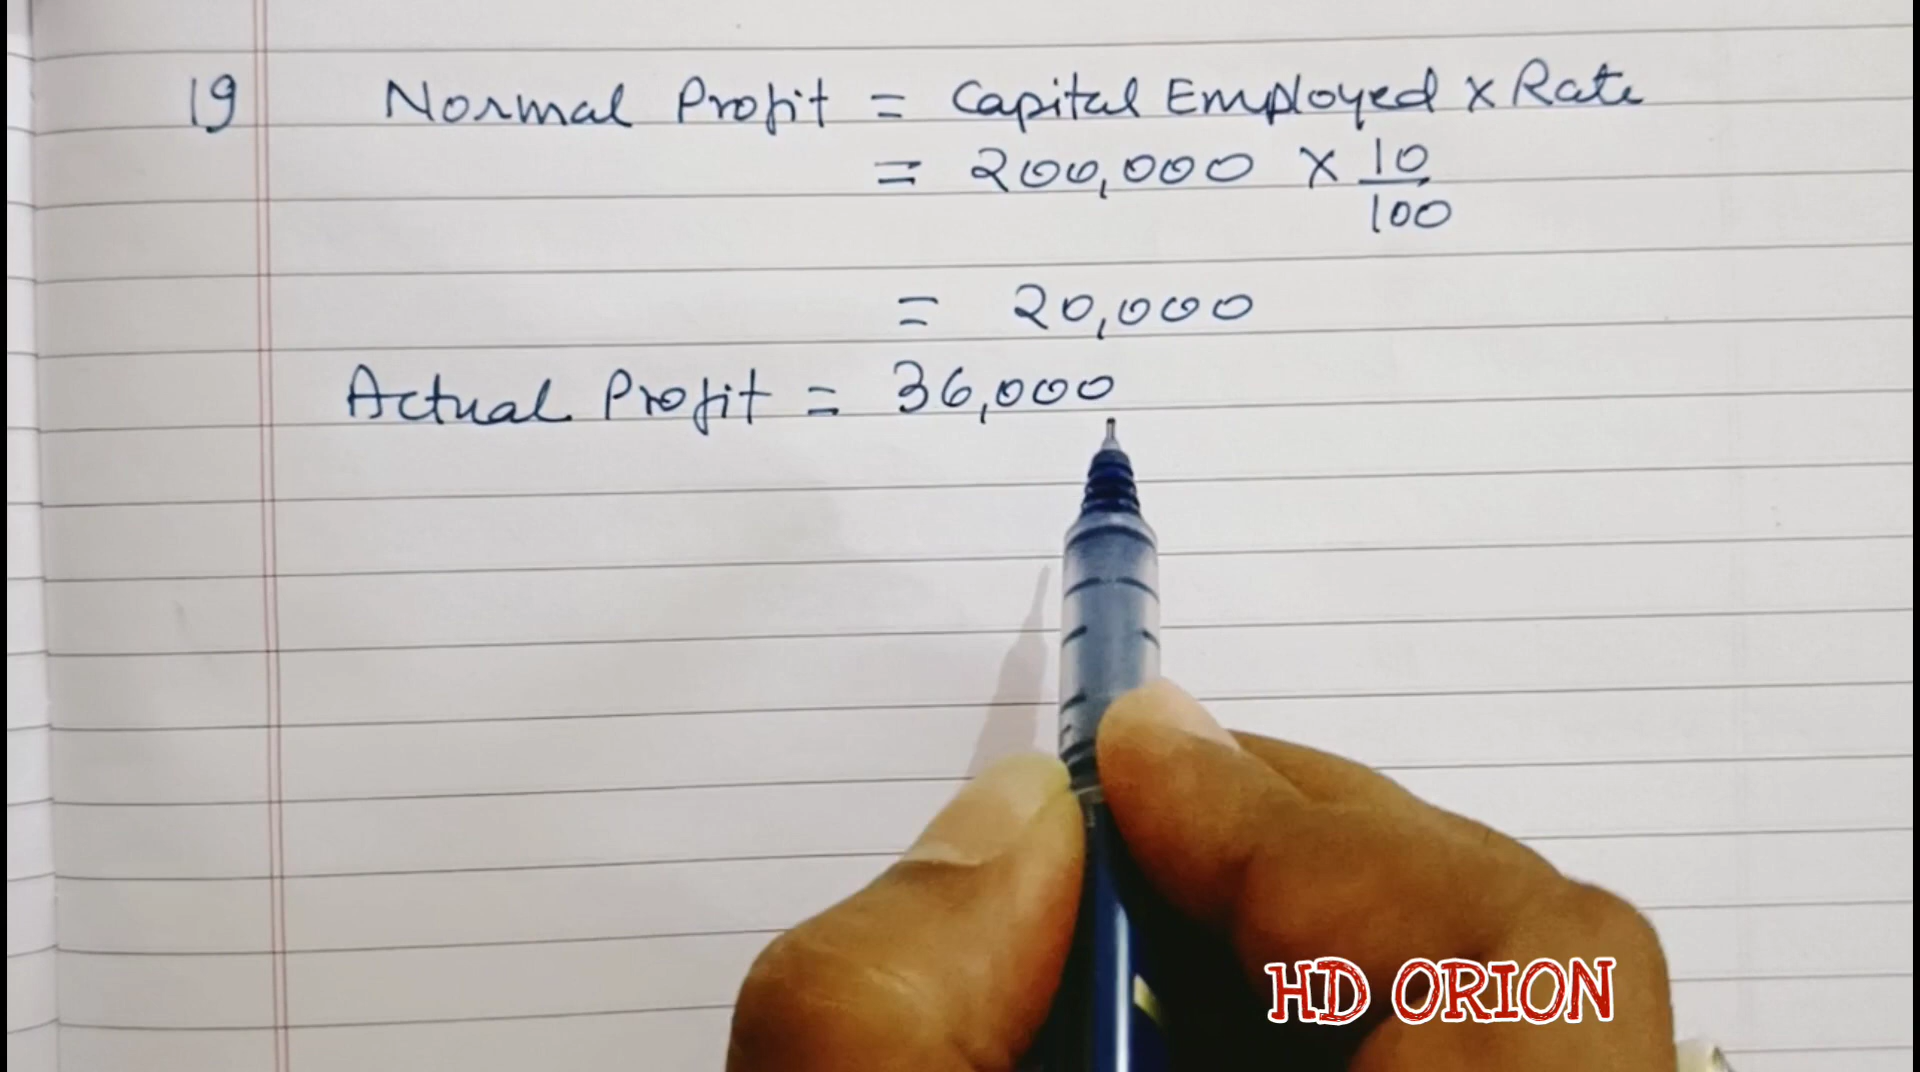 19 Normal Profit = Capital Employed × Rate
= 200,000 × 10/100
= 20,000
Actual Profit = 36,000
HD ORION